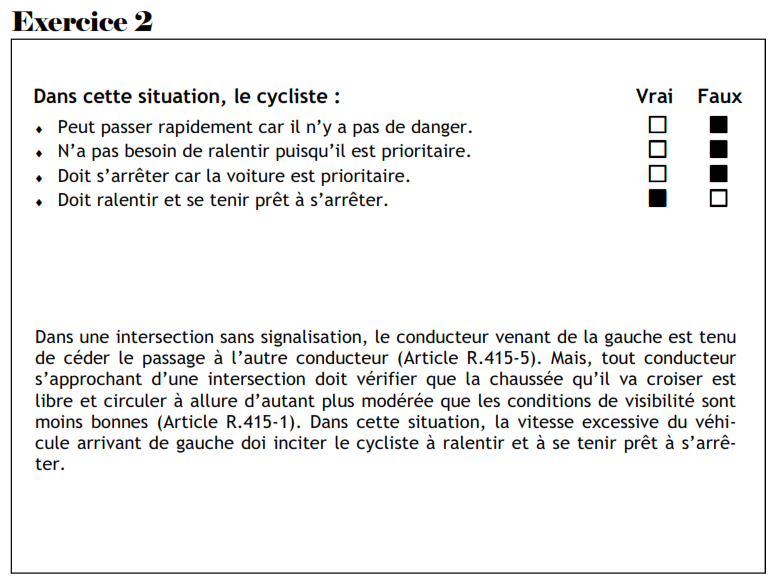 Exercice 2
Dans cette situation, le cycliste : Vrai Faux
♦ Peut passer rapidement car il n’y a pas de danger. □ ■
♦ N’a pas besoin de ralentir puisqu’il est prioritaire. □ ■
♦ Doit s’arrêter car la voiture est prioritaire. □ ■
♦ Doit ralentir et se tenir prêt à s’arrêter. ■ □
Dans une intersection sans signalisation, le conducteur venant de la gauche est tenu
de céder le passage à l’autre conducteur (Article R.415-5). Mais, tout conducteur
s’approchant d’une intersection doit vérifier que la chaussée qu’il va croiser est
libre et circuler à allure d’autant plus modérée que les conditions de visibilité sont
moins bonnes (Article R.415-1). Dans cette situation, la vitesse excessive du véhi-
cule arrivant de gauche doi inciter le cycliste à ralentir et à se tenir prêt à s’arrê-
ter.